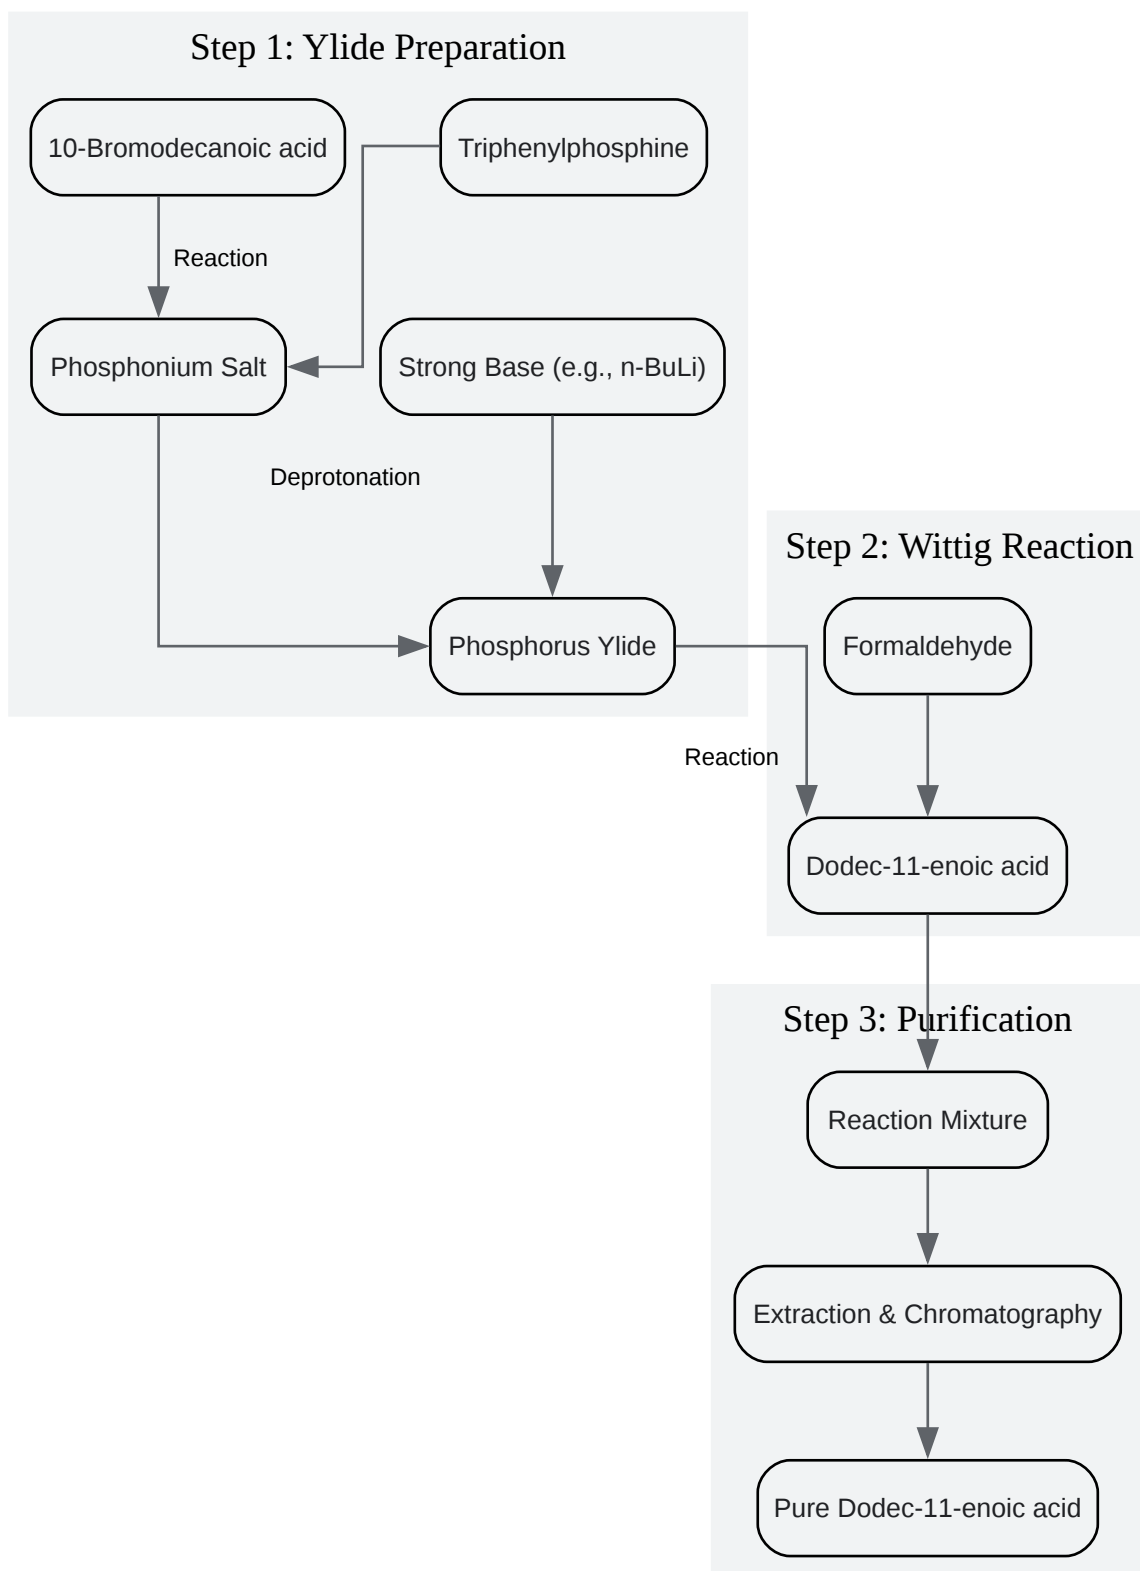 Step 1: Ylide Preparation
10-Bromodecanoic acid
Triphenylphosphine
Reaction
Phosphonium Salt
Strong Base (e.g., n-BuLi)
Deprotonation
Phosphorus Ylide
Step 2: Wittig Reaction
Formaldehyde
Reaction
Dodec-11-enoic acid
Step 3: Purification
Reaction Mixture
Extraction & Chromatography
Pure Dodec-11-enoic acid